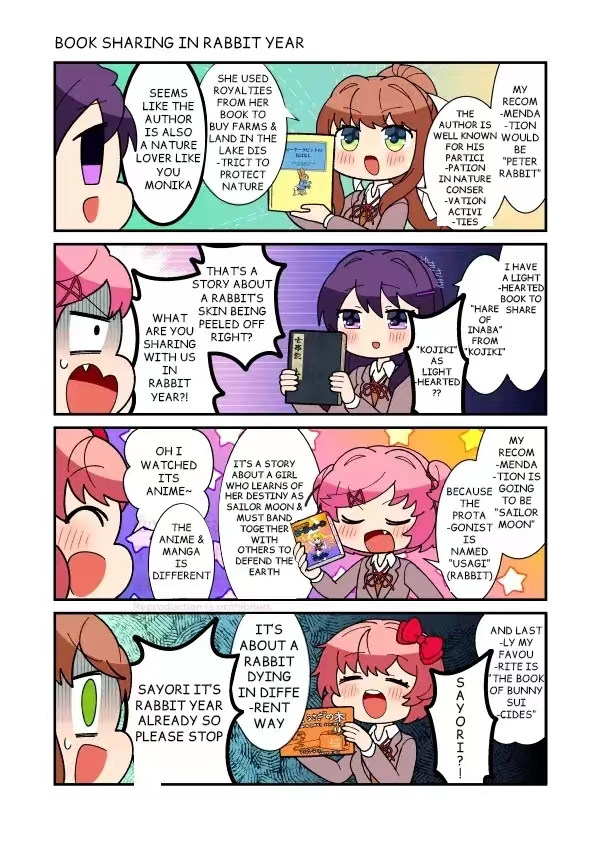 BOOK SHARING IN RABBIT YEAR
MY
RECOM
-MENDA
-TION
WOULD
BE
"PETER
RABBIT"
THE
AUTHOR IS
WELL KNOWN
FOR HIS
PARTICI
-PATION
IN NATURE
CONSER
-VATION
ACTIVI
-TIES
SHE USED
ROYALTIES
FROM HER
BOOK TO
BUY FARMS &
LAND IN THE
LAKE DIS
-TRICT TO
PROTECT
NATURE
SEEMS
LIKE THE
AUTHOR
IS ALSO
A NATURE
LOVER LIKE
YOU
MONIKA
I HAVE
A LIGHT
-HEARTED
BOOK TO
SHARE
"HARE
OF
INABA"
FROM
"KOJIKI"
"KOJIKI"
AS
LIGHT
-HEARTED
??
古事記
THAT'S A
STORY ABOUT
A RABBIT'S
SKIN BEING
PEELED OFF
RIGHT?
WHAT
ARE YOU
SHARING
WITH US
IN
RABBIT
YEAR?!
MY
RECOM
-MENDA
-TION IS
GOING
TO BE
"SAILOR
MOON"
BECAUSE
THE
PROTA
-GONIST
IS
NAMED
"USAGI"
(RABBIT)
IT'S A STORY
ABOUT A GIRL
WHO LEARNS OF
HER DESTINY AS
SAILOR MOON &
MUST BAND
TOGETHER
WITH
OTHERS TO
DEFEND THE
EARTH
OH I
WATCHED
ITS
ANIME~
THE
ANIME &
MANGA
IS
DIFFERENT
Reproduction is prohibited
AND LAST
-LY MY
FAVOU
-RITE IS
"THE BOOK
OF BUNNY
SUI
-CIDES"
SAYORI?!
IT'S
ABOUT A
RABBIT
DYING
IN DIFFE
-RENT
WAY
SAYORI IT'S
RABBIT YEAR
ALREADY SO
PLEASE STOP